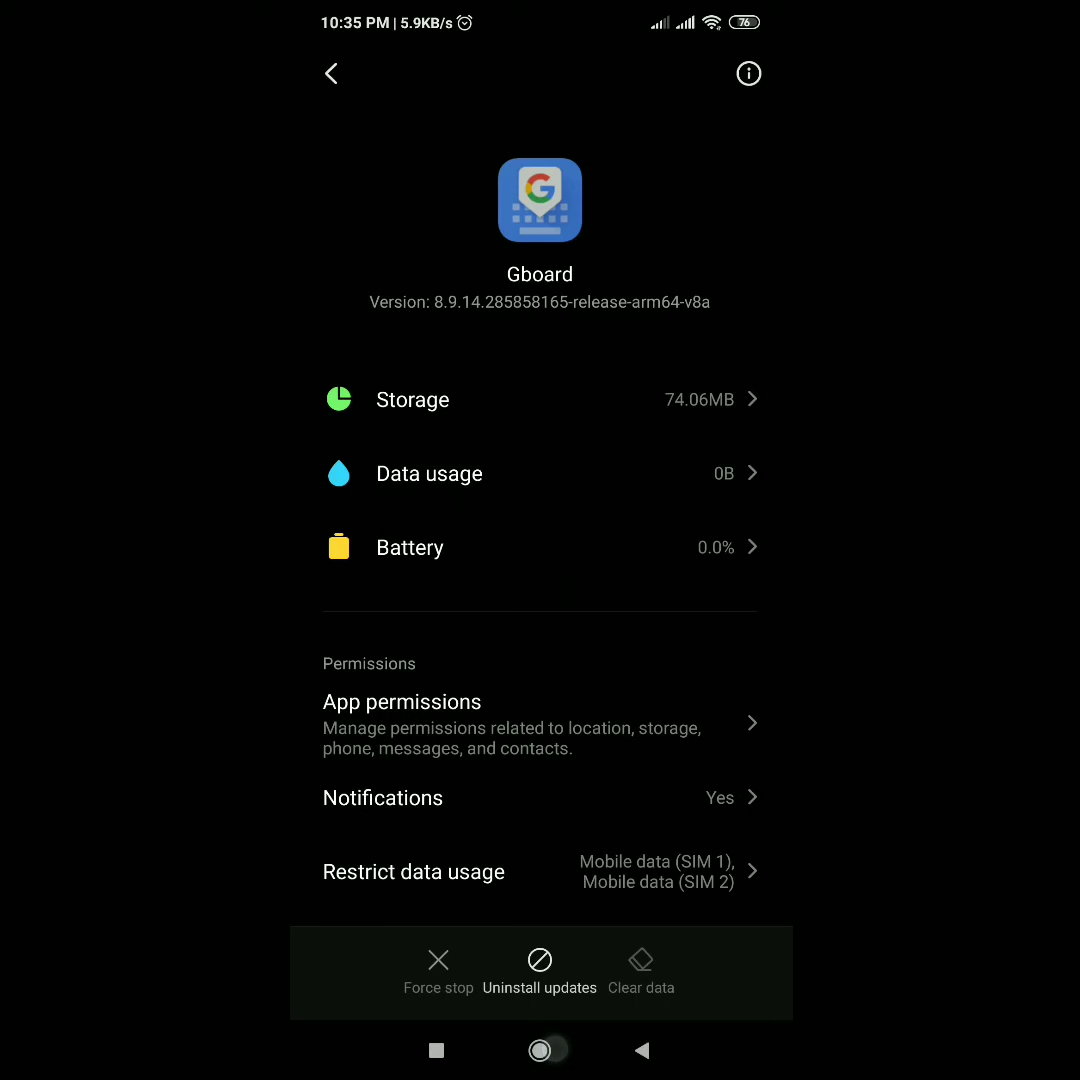 10:35 PM | 5.9KB/s
76
Gboard
Version: 8.9.14.285858165-release-arm64-v8a
Storage 74.06MB
Data usage 0B
Battery 0.0%
Permissions
App permissions
Manage permissions related to location, storage,
phone, messages, and contacts.
Notifications Yes
Restrict data usage Mobile data (SIM 1),
Mobile data (SIM 2)
Force stop Uninstall updates Clear data